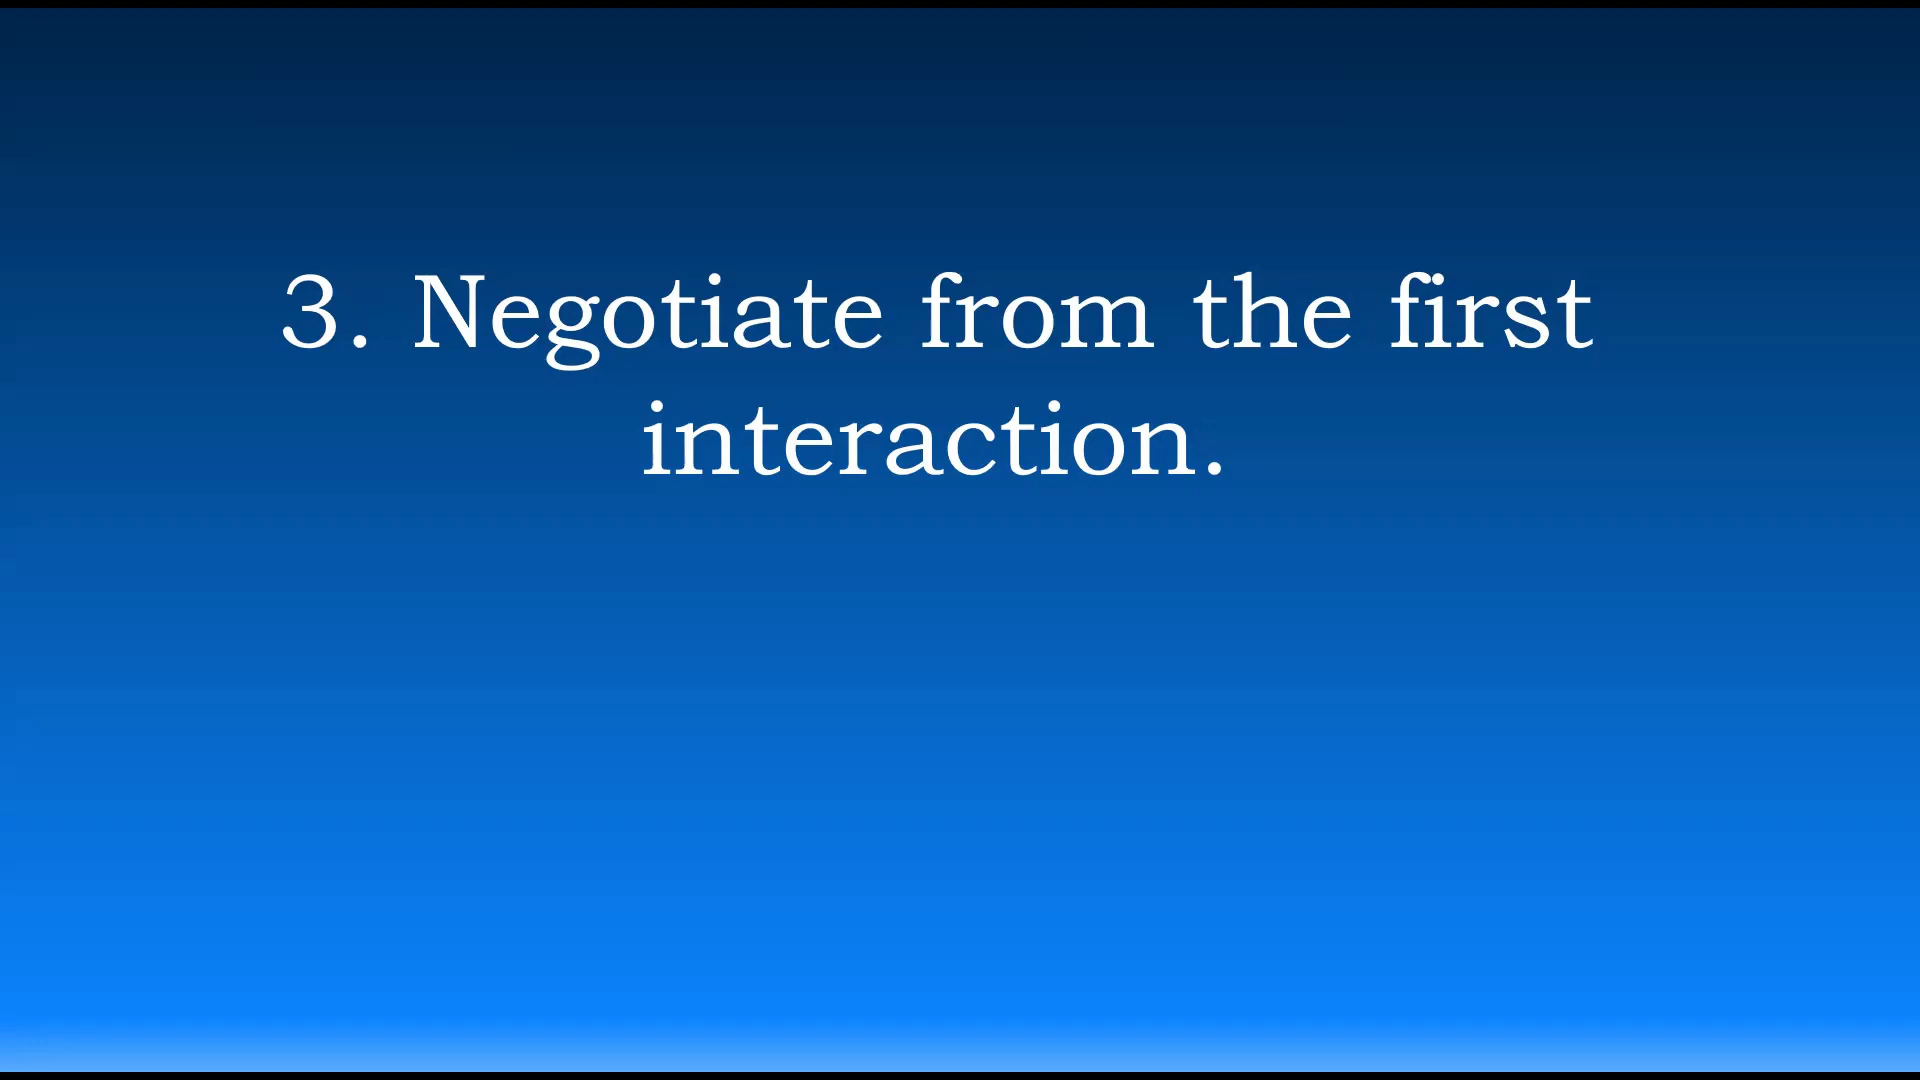 3. Negotiate from the first
interaction.